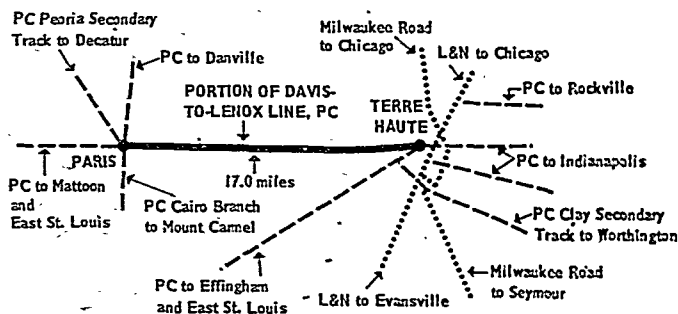 PC Peoria Secondary
Track to Decatur
PC to Danville
PORTION OF DAVIS-
TO-LENOX LINE, PC
Milwaukee Road
to Chicago
L&N to Chicago
TERRE
HAUTE
PC to Rockville
PARIS
17.0 miles
PC to Indianapolis
PC to Mattoon
and
East St. Louis
PC Cairo Branch
to Mount Carmel
PC Clay Secondary
Track to Worthington
PC to Effingham
and East St. Louis
L&N to Evansville
Milwaukee Road
to Seymour